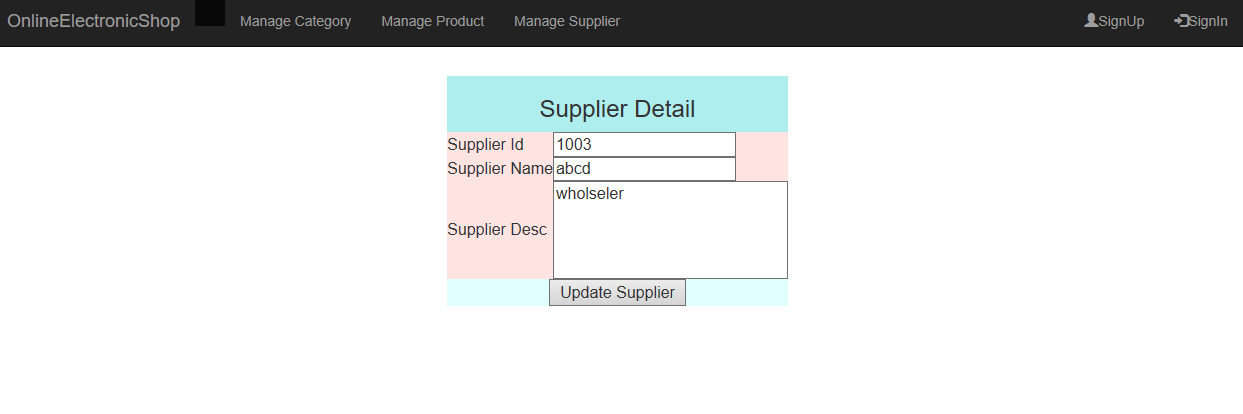 OnlineElectronicShop Manage Category Manage Product Manage Supplier SignUp SignIn
Supplier Detail
Supplier Id 1003
Supplier Name abcd
Supplier Desc wholseler
Update Supplier